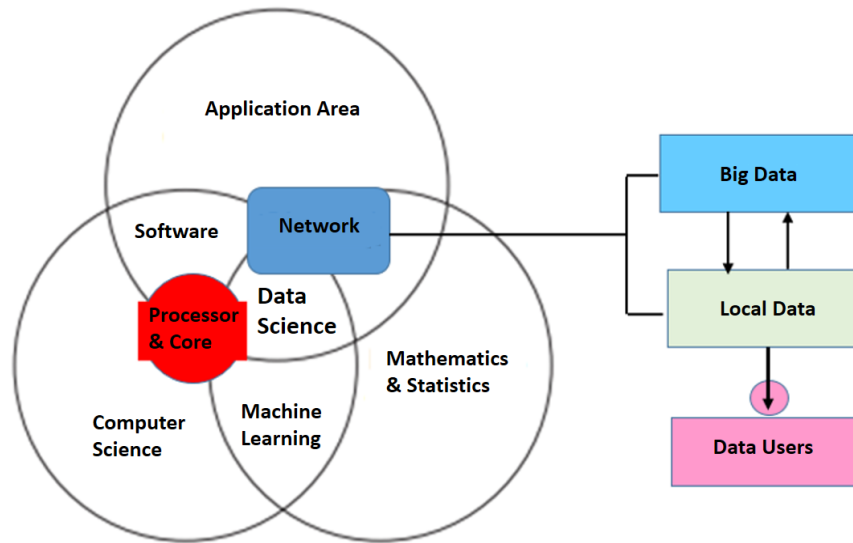 Application Area
Software
Network
Processor
& Core
Data
Science
Mathematics
& Statistics
Computer
Science
Machine
Learning
Big Data
Local Data
Data Users